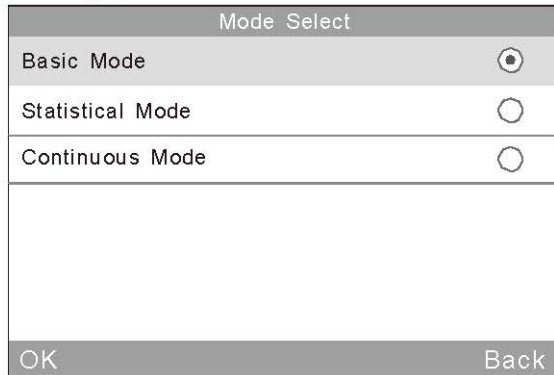 Mode Select
Basic Mode
Statistical Mode
Continuous Mode
OK Back